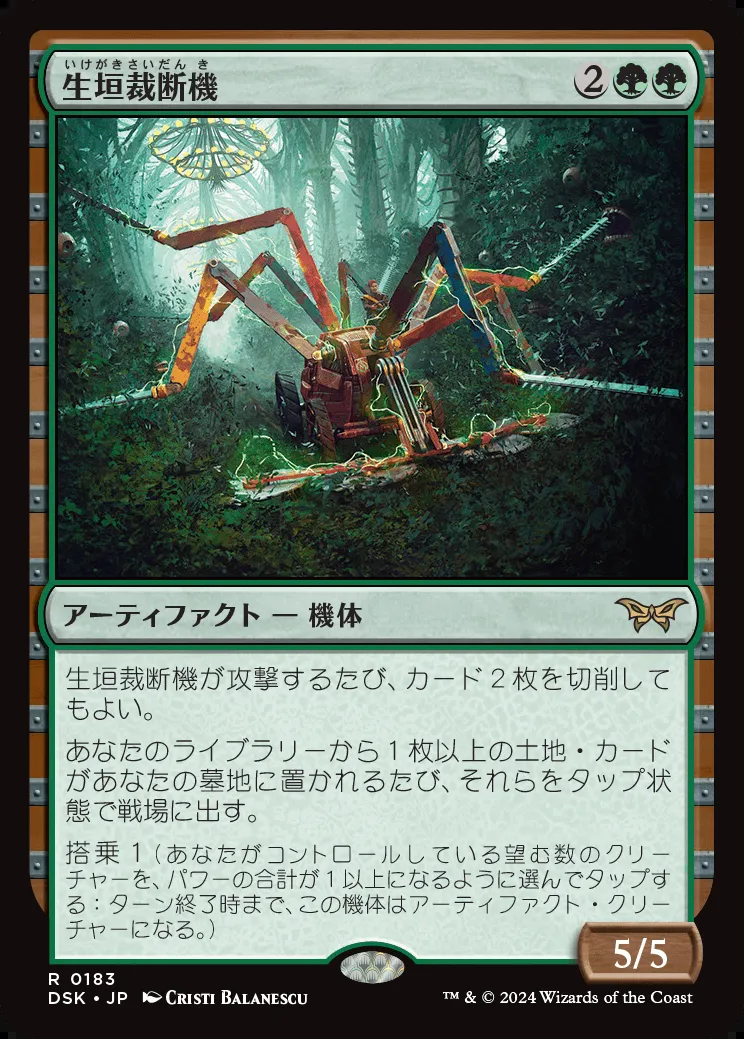 いけがきさいだんき
生垣裁断機 2
アーティファクト — 機体
生垣裁断機が攻撃するたび、カード2枚を切削して
もよい。
あなたのライブラリーから1枚以上の土地・カード
があなたの墓地に置かれるたび、それらをタップ状
態で戦場に出す。
搭乗1(あなたがコントロールしている望む数のクリー
チャーを、パワーの合計が1以上になるように選んでタップす
る:ターン終了時まで、この機体はアーティファクト・クリー
チャーになる。)
5/5
R 0183
DSK • JP Cristi Balanescu
™ & © 2024 Wizards of the Coast